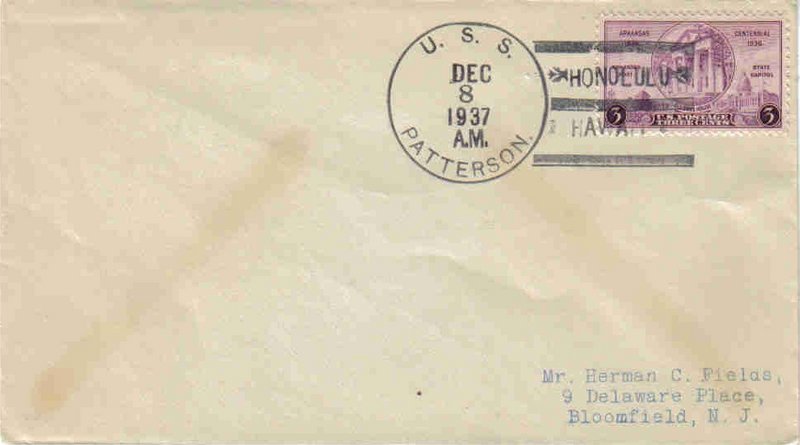 U. S. S.
DEC
8
1937
A.M.
PATTERSON.
HONOLULU
HAWAII
ARKANSAS CENTENNIAL
1936
STATE
CAPITOL
3 U.S. POSTAGE 3
THREE CENTS
Mr. Herman C. Fields,
9 Delaware Place,
Bloomfield, N. J.